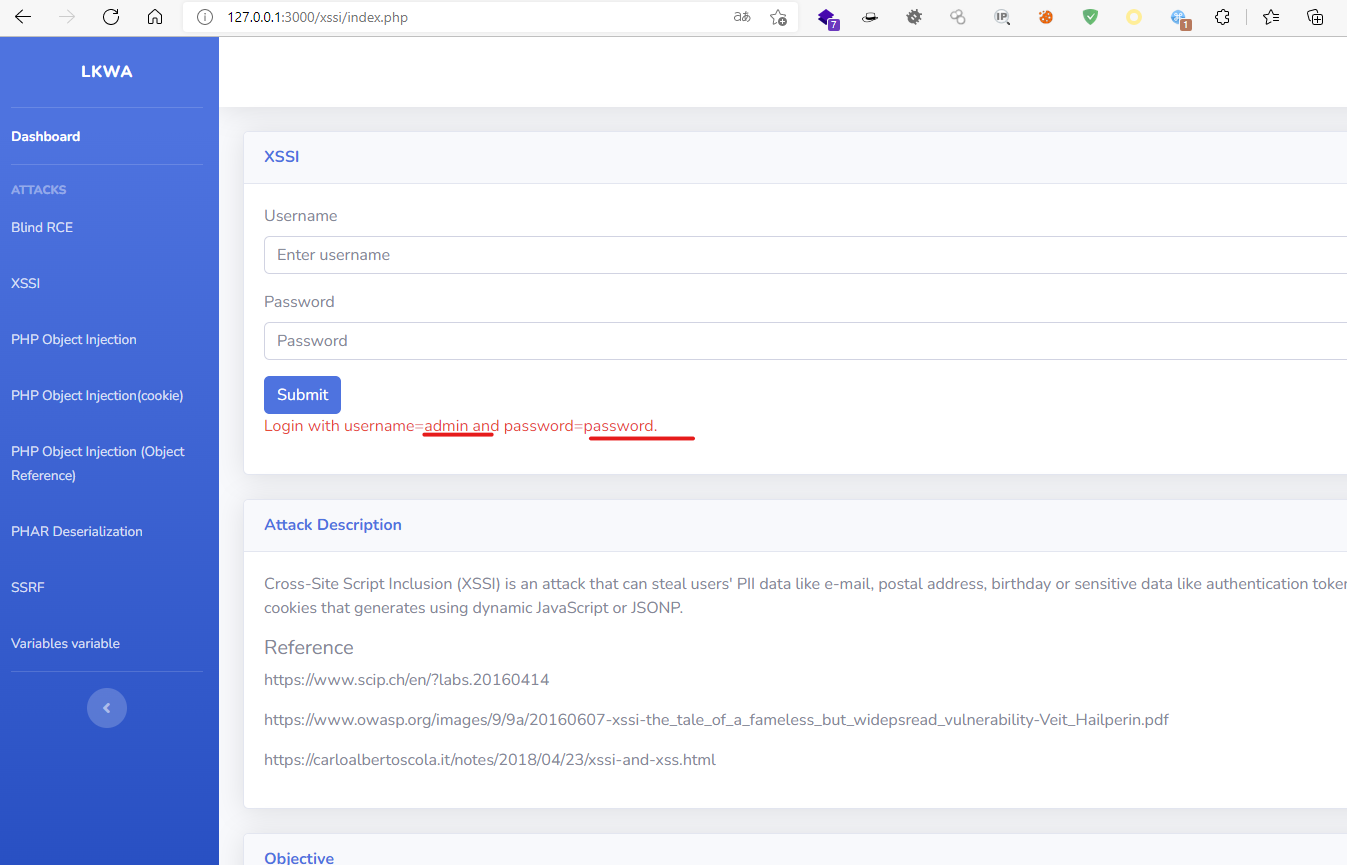 127.0.0.1:3000/xssi/index.php
aあ
7
IP
1
LKWA
Dashboard
ATTACKS
Blind RCE
XSSI
PHP Object Injection
PHP Object Injection(cookie)
PHP Object Injection (Object
Reference)
PHAR Deserialization
SSRF
Variables variable
XSSI
Username
Enter username
Password
Password
Submit
Login with username=admin and password=password.
Attack Description
Cross-Site Script Inclusion (XSSI) is an attack that can steal users' PII data like e-mail, postal address, birthday or sensitive data like authentication token
cookies that generates using dynamic JavaScript or JSONP.
Reference
https://www.scip.ch/en/?labs.20160414
https://www.owasp.org/images/9/9a/20160607-xssi-the_tale_of_a_fameless_but_widepsread_vulnerability-Veit_Hailperin.pdf
https://carloalbertoscola.it/notes/2018/04/23/xssi-and-xss.html
Objective